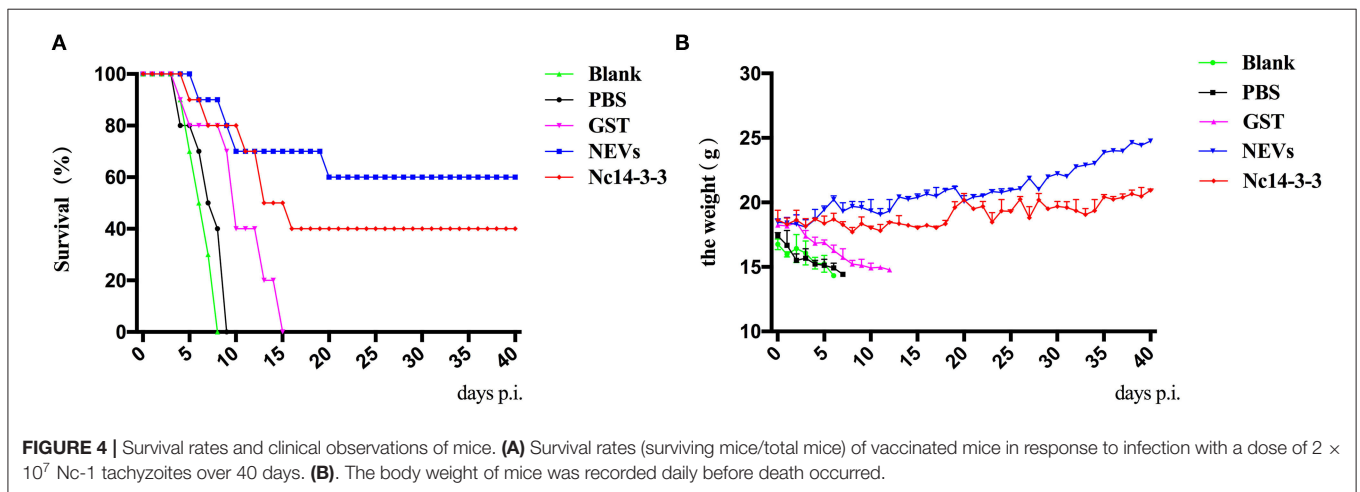 A
Survival (%)
100
80
60
40
20
0
0 5 10 15 20 25 30 35 40
days p.i.
Blank
PBS
GST
NEVs
Nc14-3-3
B
the weight ( g )
30
25
20
15
10
0 5 10 15 20 25 30 35 40
days p.i.
Blank
PBS
GST
NEVs
Nc14-3-3
FIGURE 4 | Survival rates and clinical observations of mice. (A) Survival rates (surviving mice/total mice) of vaccinated mice in response to infection with a dose of 2 ×
10⁷ Nc-1 tachyzoites over 40 days. (B). The body weight of mice was recorded daily before death occurred.